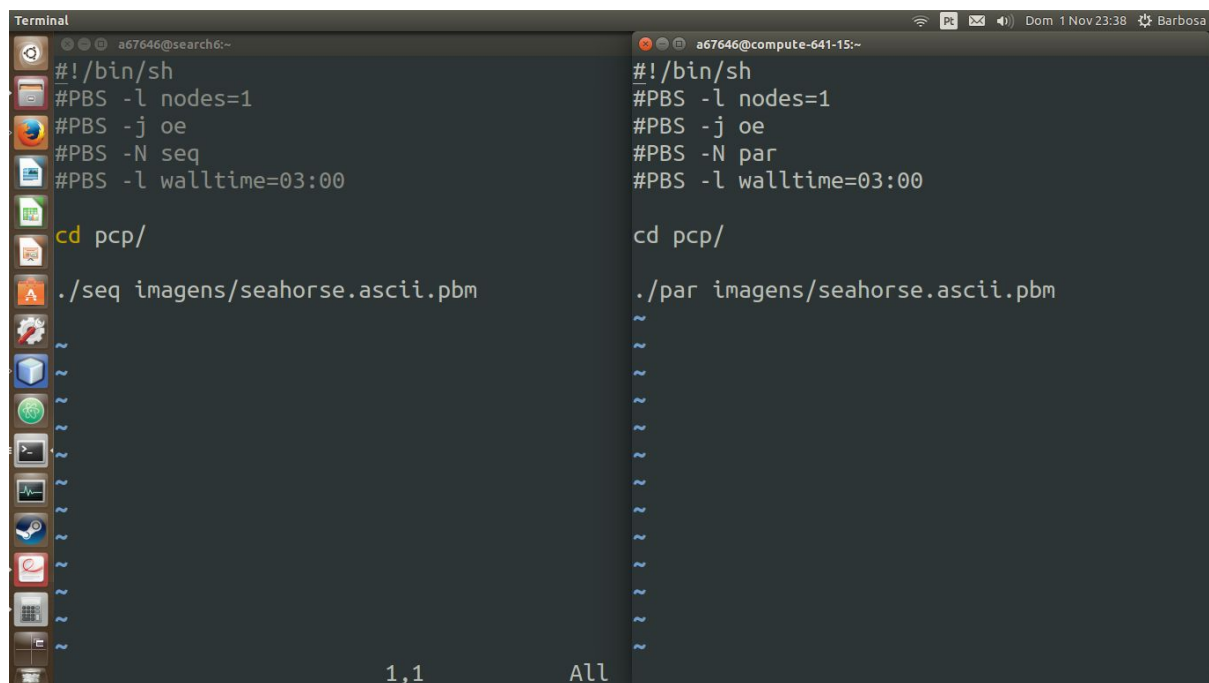 Terminal
Pt Dom 1 Nov 23:38 Barbosa
a67646@search6:~
#!/bin/sh
#PBS -l nodes=1
#PBS -j oe
#PBS -N seq
#PBS -l walltime=03:00
cd pcp/
./seq imagens/seahorse.ascii.pbm
~
~
~
~
~
~
~
~
~
~
~
~
1,1 All
a67646@compute-641-15:~
#!/bin/sh
#PBS -l nodes=1
#PBS -j oe
#PBS -N par
#PBS -l walltime=03:00
cd pcp/
./par imagens/seahorse.ascii.pbm
~
~
~
~
~
~
~
~
~
~
~
~
~